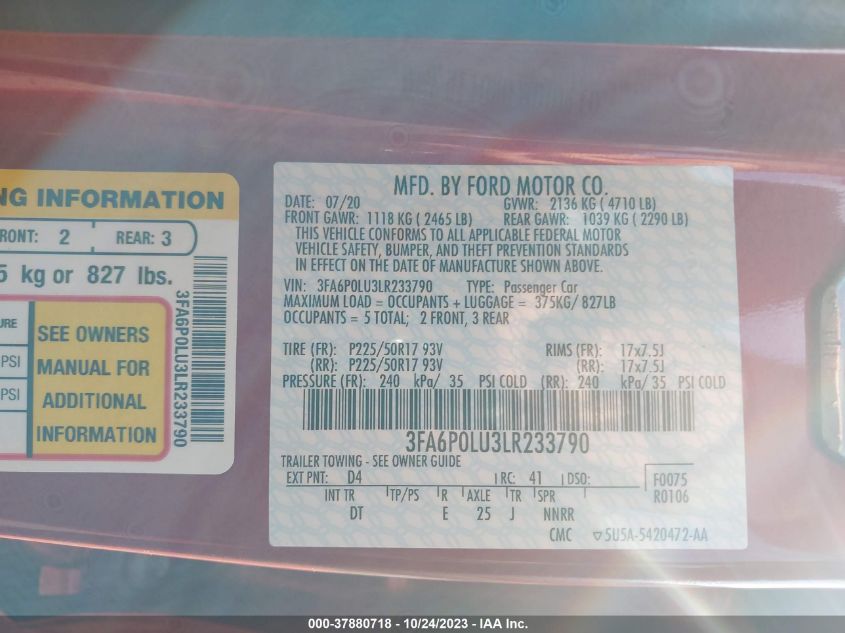 NG INFORMATION
FRONT: 2 REAR: 3
5 kg or 827 lbs.
URE
PSI
PSI
SEE OWNERS
MANUAL FOR
ADDITIONAL
INFORMATION
3FA6P0LU3LR233790
MFD. BY FORD MOTOR CO.
DATE: 07/20 GVWR: 2136 KG ( 4710 LB)
FRONT GAWR: 1118 KG ( 2465 LB) REAR GAWR: 1039 KG ( 2290 LB)
THIS VEHICLE CONFORMS TO ALL APPLICABLE FEDERAL MOTOR
VEHICLE SAFETY, BUMPER, AND THEFT PREVENTION STANDARDS
IN EFFECT ON THE DATE OF MANUFACTURE SHOWN ABOVE.
VIN: 3FA6P0LU3LR233790 TYPE: Passenger Car
MAXIMUM LOAD = OCCUPANTS + LUGGAGE = 375KG/ 827LB
OCCUPANTS = 5 TOTAL; 2 FRONT, 3 REAR
TIRE (FR): P225/50R17 93V RIMS (FR): 17x7.5J
(RR): P225/50R17 93V (RR): 17x7.5J
PRESSURE (FR): 240 kPa/ 35 PSI COLD (RR): 240 kPa/ 35 PSI COLD
3FA6P0LU3LR233790
TRAILER TOWING - SEE OWNER GUIDE
EXT PNT: D4 RC: 41 DSO: F0075
INT TR TP/PS R AXLE TR SPR R0106
DT E 25 J NNRR
CMC 5U5A-5420472-AA
000-37880718 - 10/24/2023 - IAA Inc.